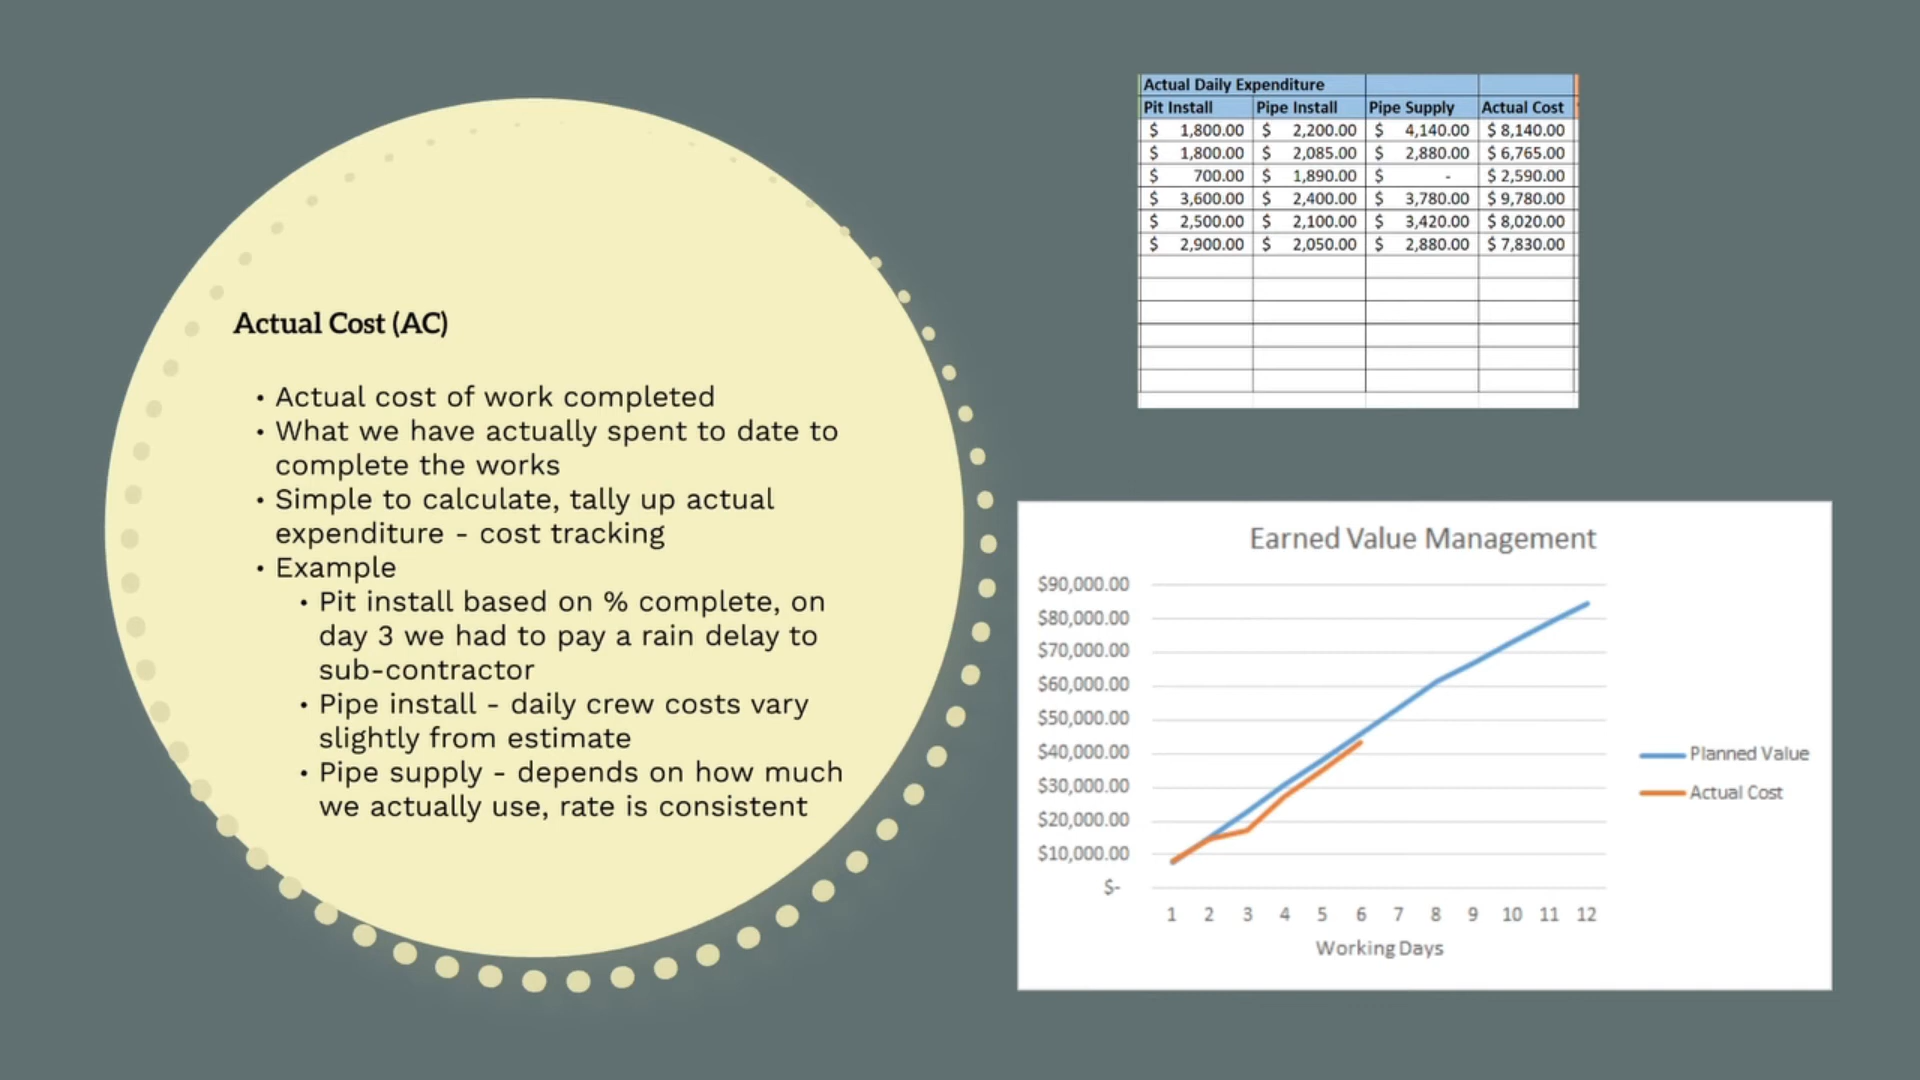 Actual Cost (AC)
• Actual cost of work completed
• What we have actually spent to date to
complete the works
• Simple to calculate, tally up actual
expenditure - cost tracking
• Example
• Pit install based on % complete, on
day 3 we had to pay a rain delay to
sub-contractor
• Pipe install - daily crew costs vary
slightly from estimate
• Pipe supply - depends on how much
we actually use, rate is consistent
Actual Daily Expenditure
Pit Install Pipe Install Pipe Supply Actual Cost
$ 1,800.00 $ 2,200.00 $ 4,140.00 $ 8,140.00
$ 1,800.00 $ 2,085.00 $ 2,880.00 $ 6,765.00
$ 700.00 $ 1,890.00 $ - $ 2,590.00
$ 3,600.00 $ 2,400.00 $ 3,780.00 $ 9,780.00
$ 2,500.00 $ 2,100.00 $ 3,420.00 $ 8,020.00
$ 2,900.00 $ 2,050.00 $ 2,880.00 $ 7,830.00
Earned Value Management
$90,000.00
$80,000.00
$70,000.00
$60,000.00
$50,000.00
$40,000.00
$30,000.00
$20,000.00
$10,000.00
$-
1 2 3 4 5 6 7 8 9 10 11 12
Working Days
Planned Value
Actual Cost